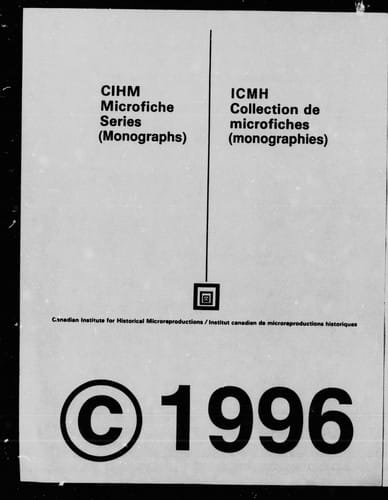 CIHM
Microfiche
Series
(Monographs)
ICMH
Collection de
microfiches
(monographies)
Canadian Institute for Historical Microreproductions / Institut canadien de microreproductions historiques
© 1996